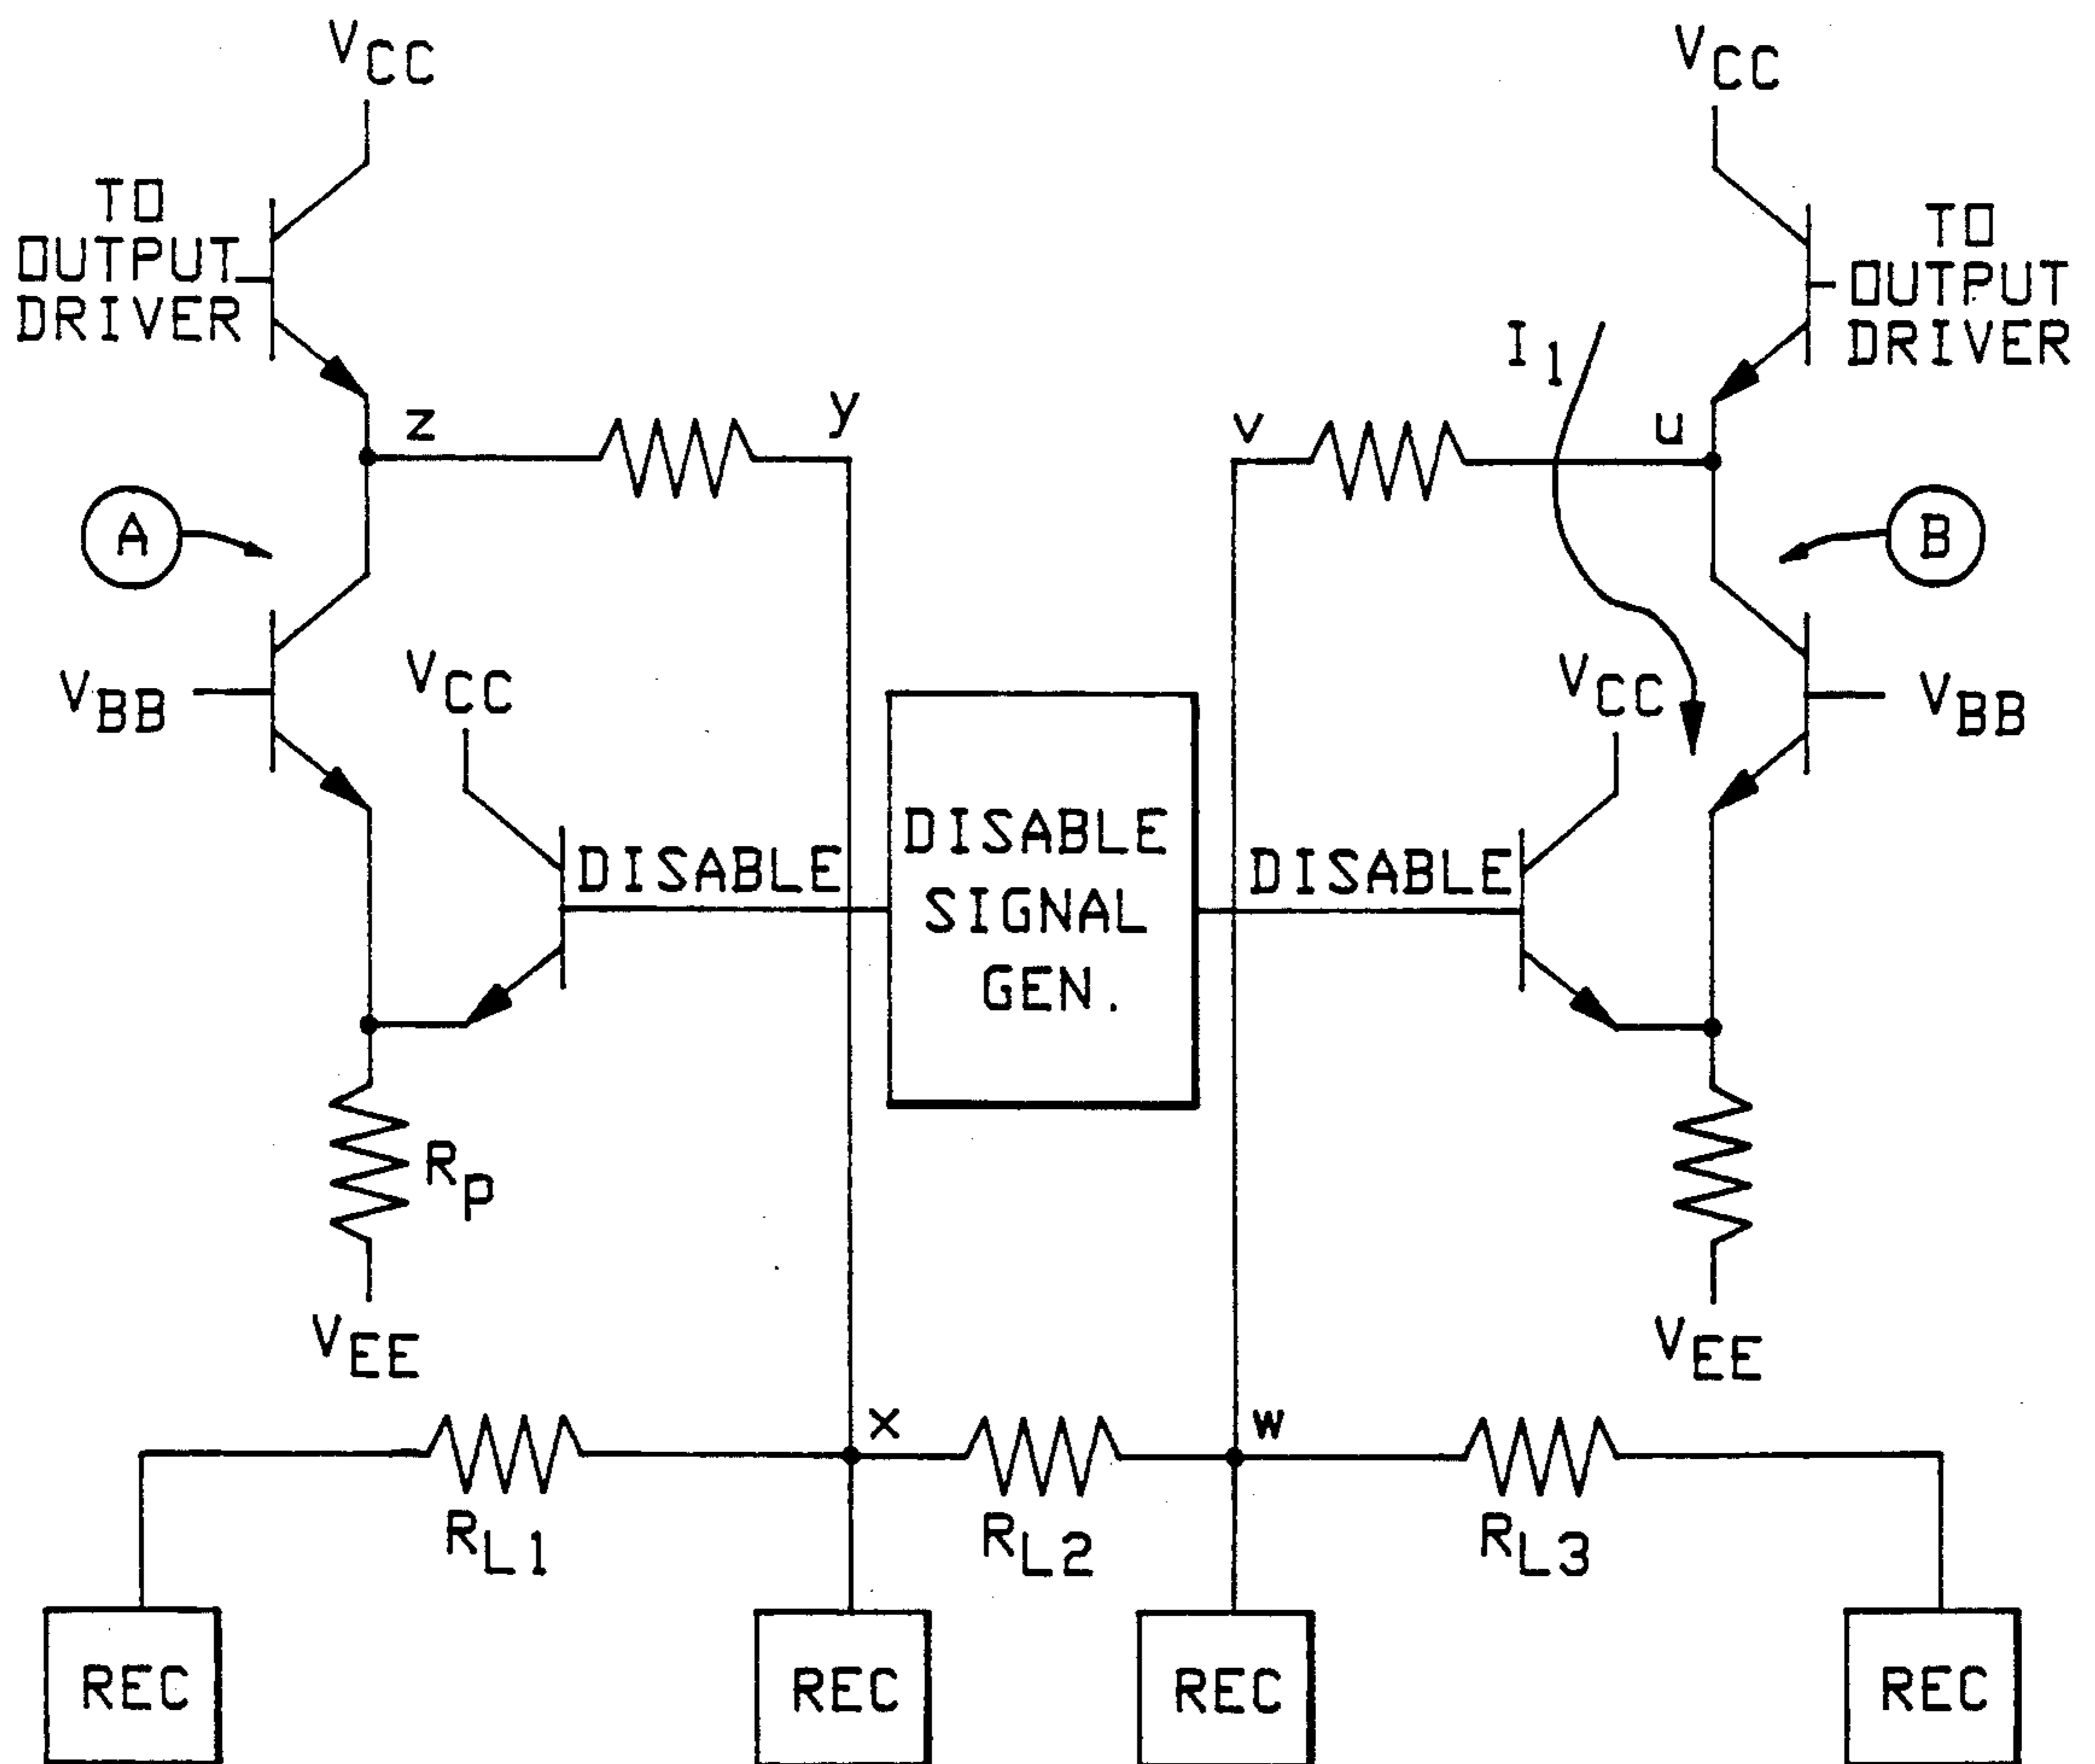 VCC
VCC
TO
OUTPUT
DRIVER
TO
OUTPUT
DRIVER
I1
z
y
v
u
A
B
VBB
VCC
VCC
VBB
DISABLE
DISABLE
SIGNAL
GEN.
DISABLE
Rp
VEE
VEE
x
w
RL1
RL2
RL3
REC
REC
REC
REC